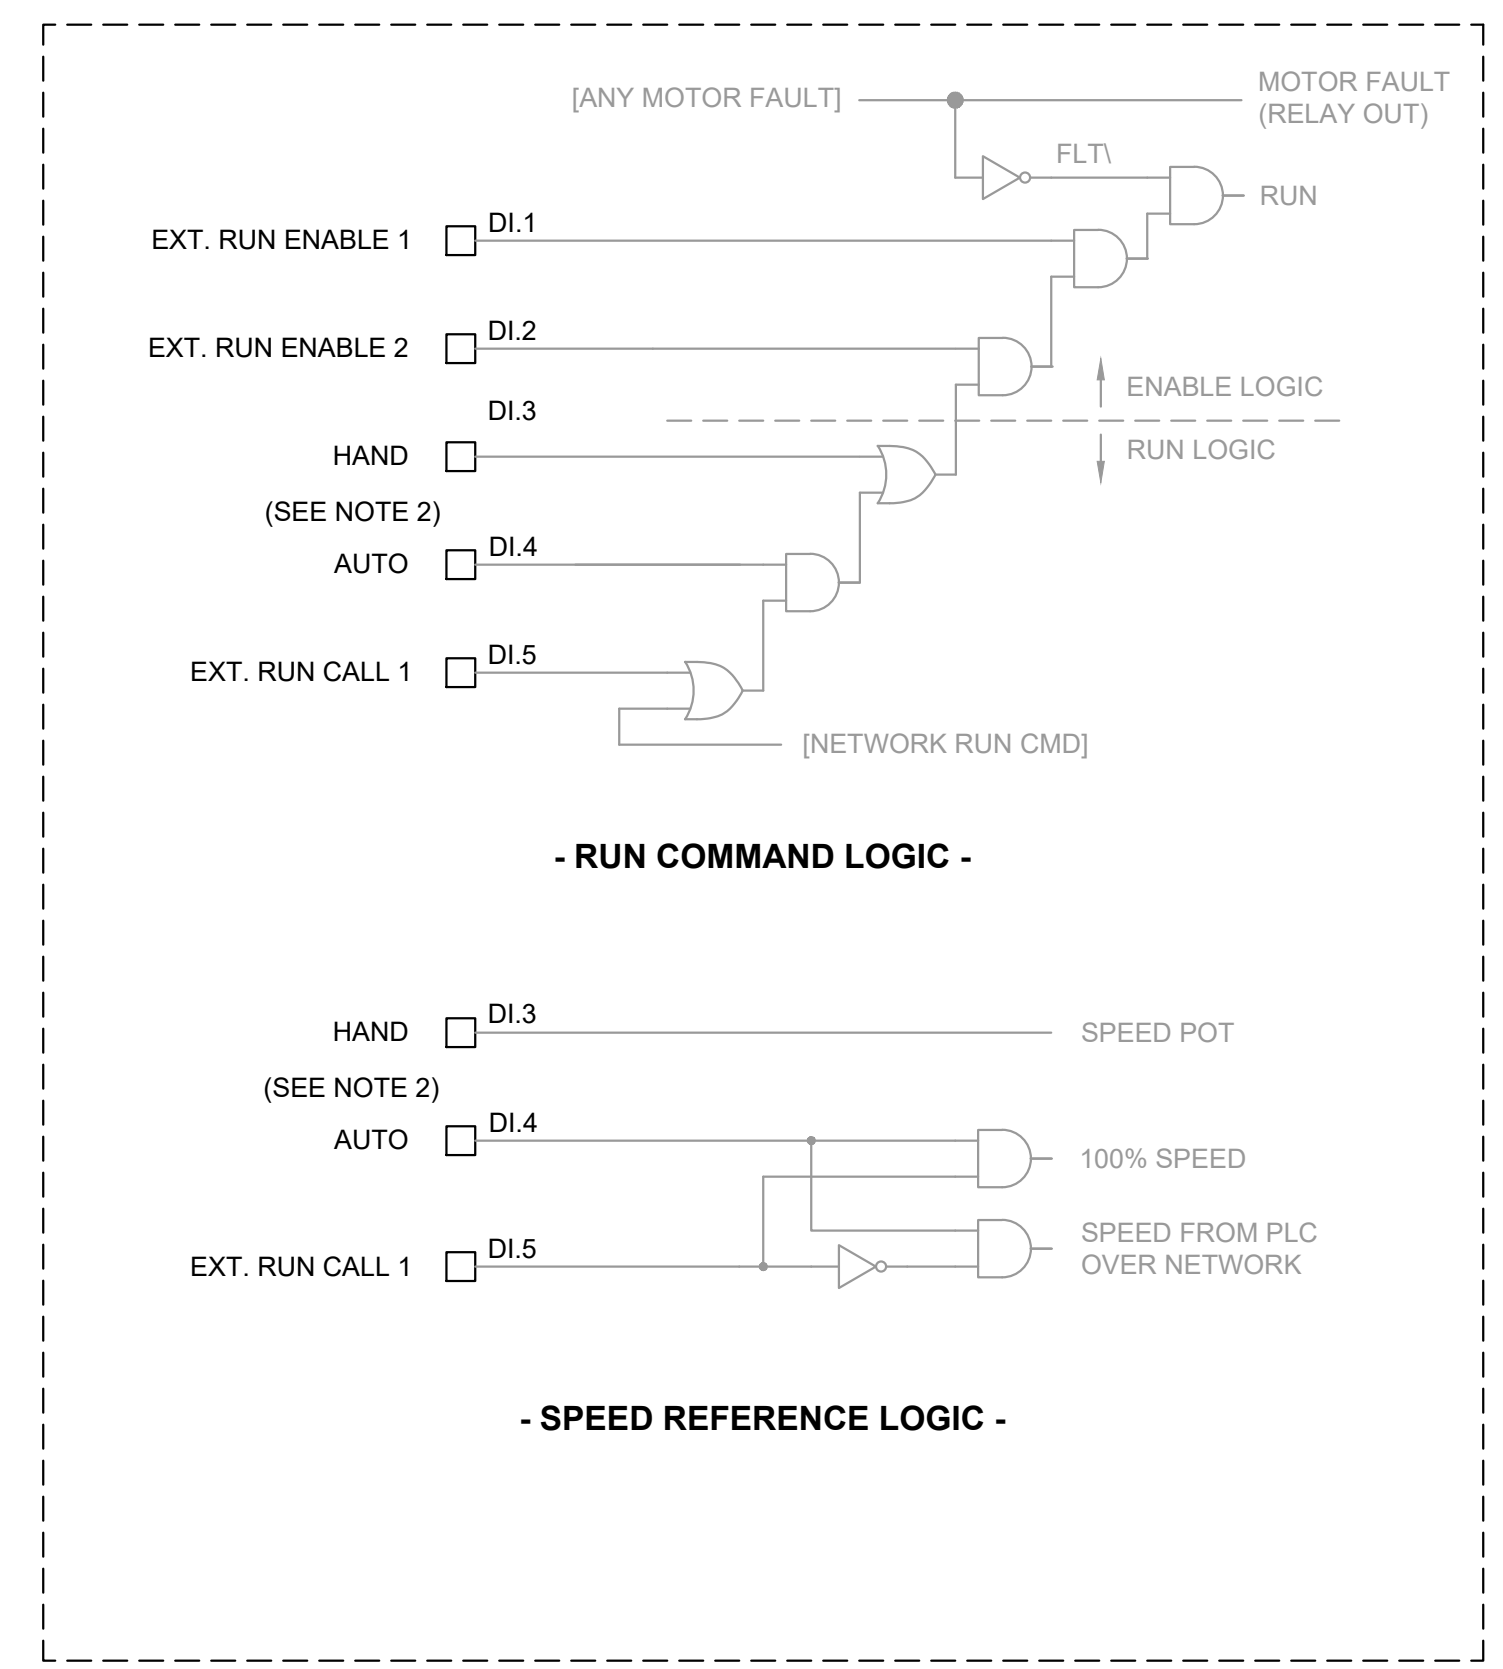 [ANY MOTOR FAULT]
MOTOR FAULT
(RELAY OUT)
FLT\
RUN
EXT. RUN ENABLE 1
DI.1
EXT. RUN ENABLE 2
DI.2
ENABLE LOGIC
DI.3
HAND
RUN LOGIC
(SEE NOTE 2)
AUTO
DI.4
EXT. RUN CALL 1
DI.5
[NETWORK RUN CMD]
- RUN COMMAND LOGIC -
HAND
DI.3
SPEED POT
(SEE NOTE 2)
AUTO
DI.4
100% SPEED
SPEED FROM PLC
OVER NETWORK
EXT. RUN CALL 1
DI.5
- SPEED REFERENCE LOGIC -